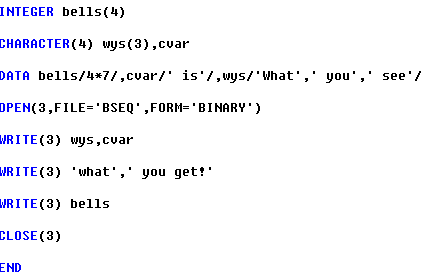 INTEGER bells(4)
CHARACTER(4) wys(3),cvar
DATA bells/4*7/,cvar/' is'/,wys/'What',' you',' see'/
OPEN(3,FILE='BSEQ',FORM='BINARY')
WRITE(3) wys,cvar
WRITE(3) 'what',' you get!'
WRITE(3) bells
CLOSE(3)
END